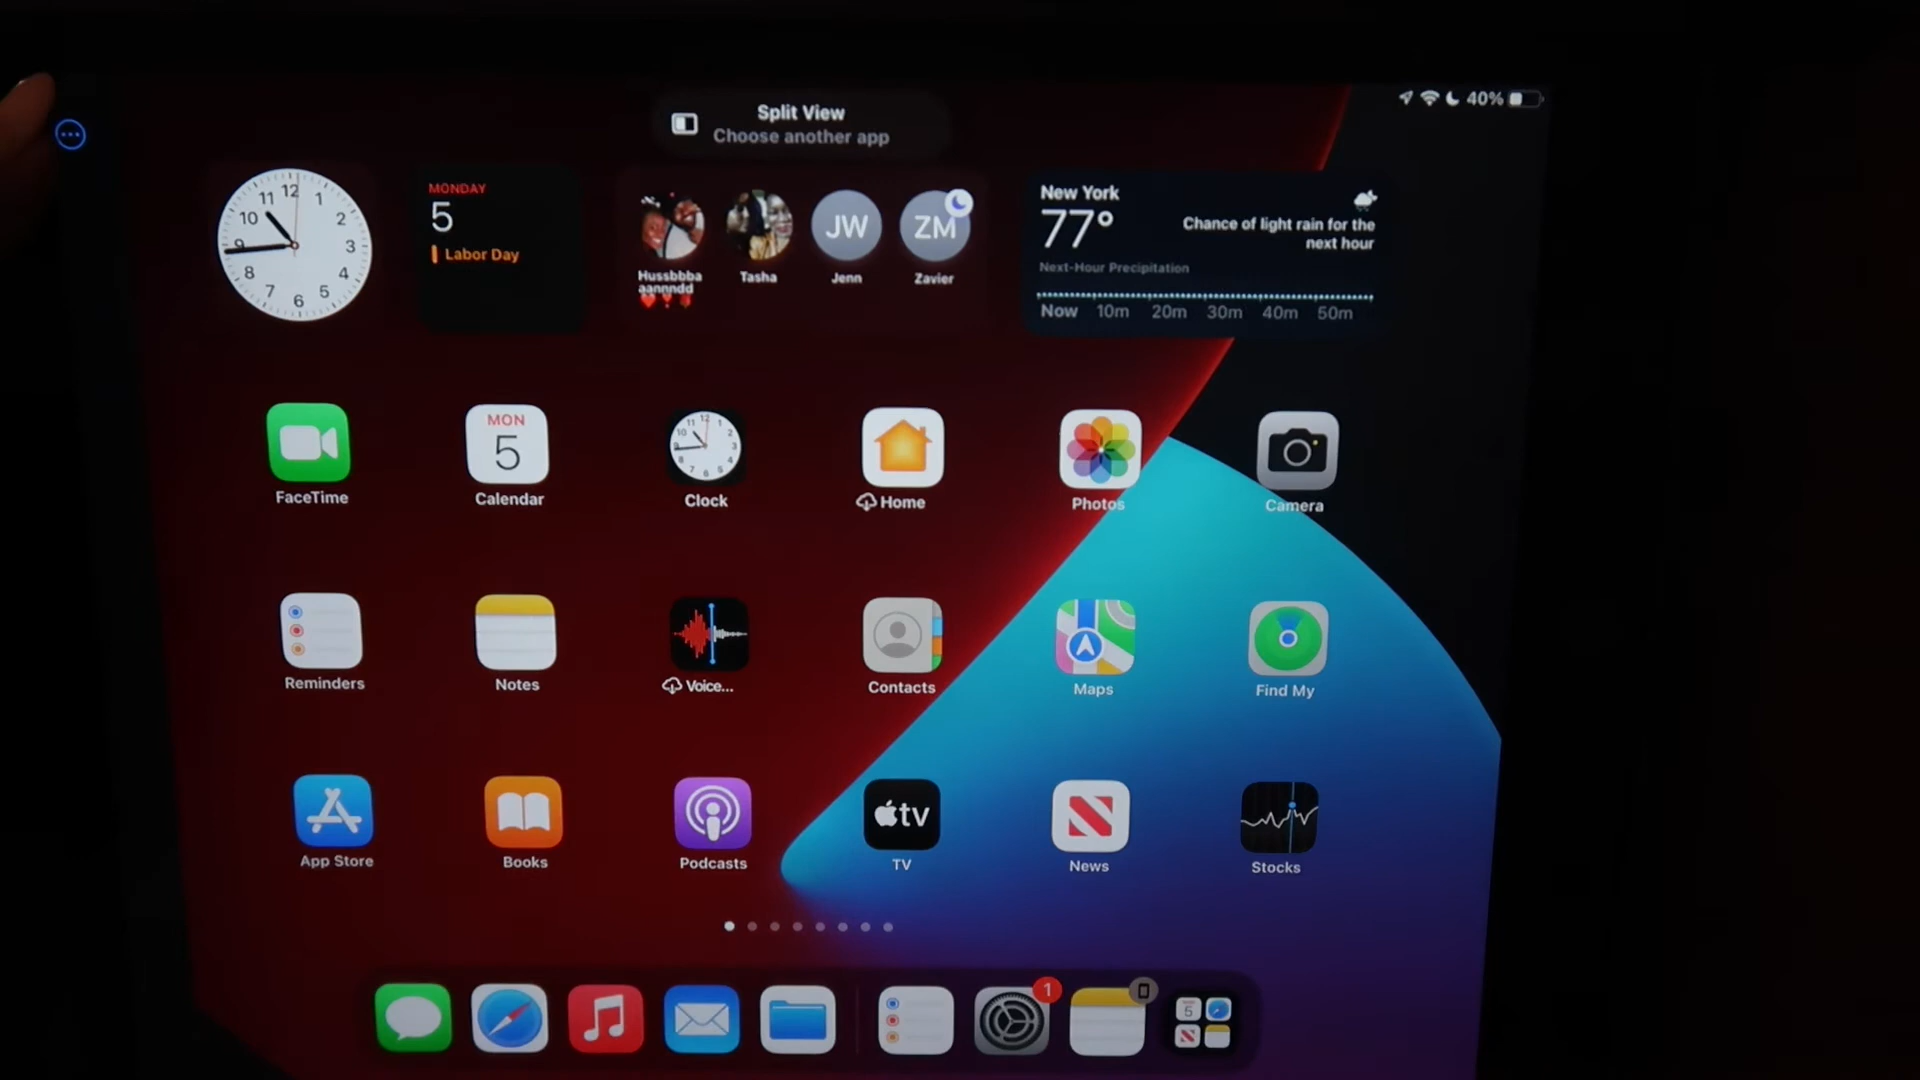 Split View
Choose another app
40%
12
11
1
10
2
9
3
8
4
7
5
6
MONDAY
5
Labor Day
JW
ZM
Hussbbba
aannndd
Tasha
Jenn
Zavier
New York
77°
Chance of light rain for the
next hour
Next-Hour Precipitation
Now
10m
20m
30m
40m
50m
MON
5
FaceTime
Calendar
Clock
Home
Photos
Camera
Reminders
Notes
Voice...
Contacts
Maps
Find My
tv
App Store
Books
Podcasts
TV
News
Stocks
1
5